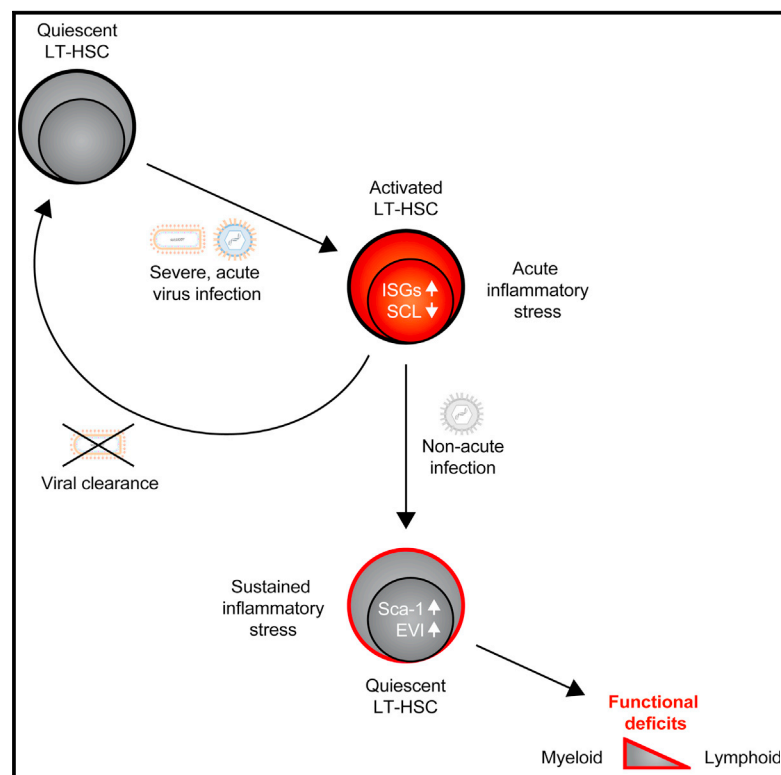 Quiescent
LT-HSC
Activated
LT-HSC
Severe, acute
virus infection
ISGs
SCL
Acute
inflammatory
stress
Non-acute
infection
Viral clearance
Sustained
inflammatory
stress
Sca-1
EVI
Quiescent
LT-HSC
Functional
deficits
Myeloid
Lymphoid